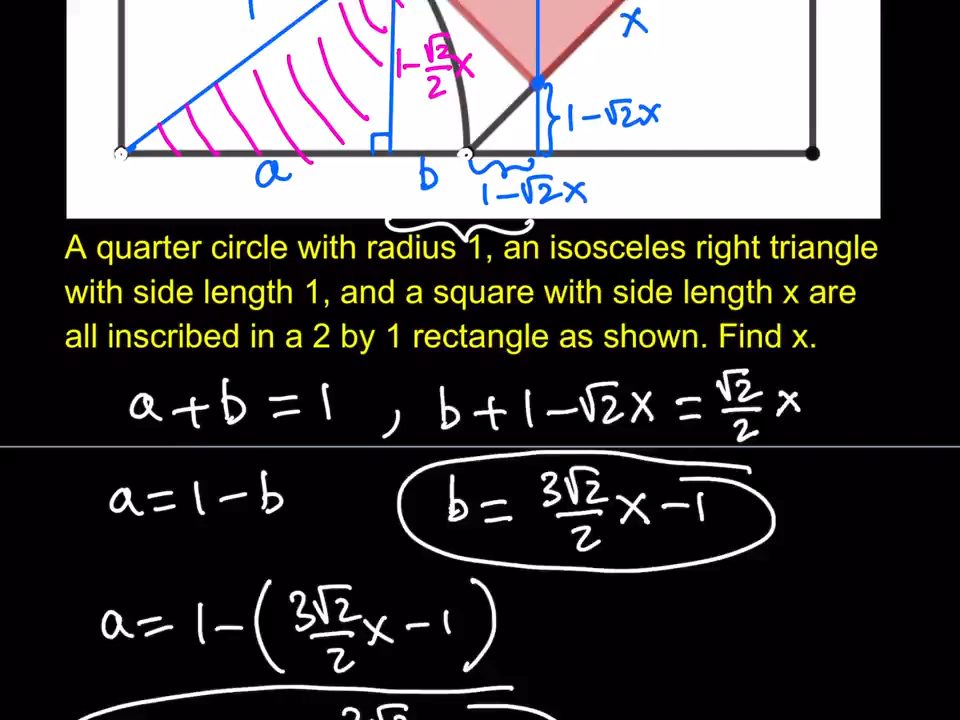 x
1-√2/2 x
1-√2x
a
b
1-√2x
A quarter circle with radius 1, an isosceles right triangle
with side length 1, and a square with side length x are
all inscribed in a 2 by 1 rectangle as shown. Find x.
a+b=1 , b+1-√2x = √2/2 x
a=1-b b= 3√2/2 x-1
a=1-(3√2/2 x-1)